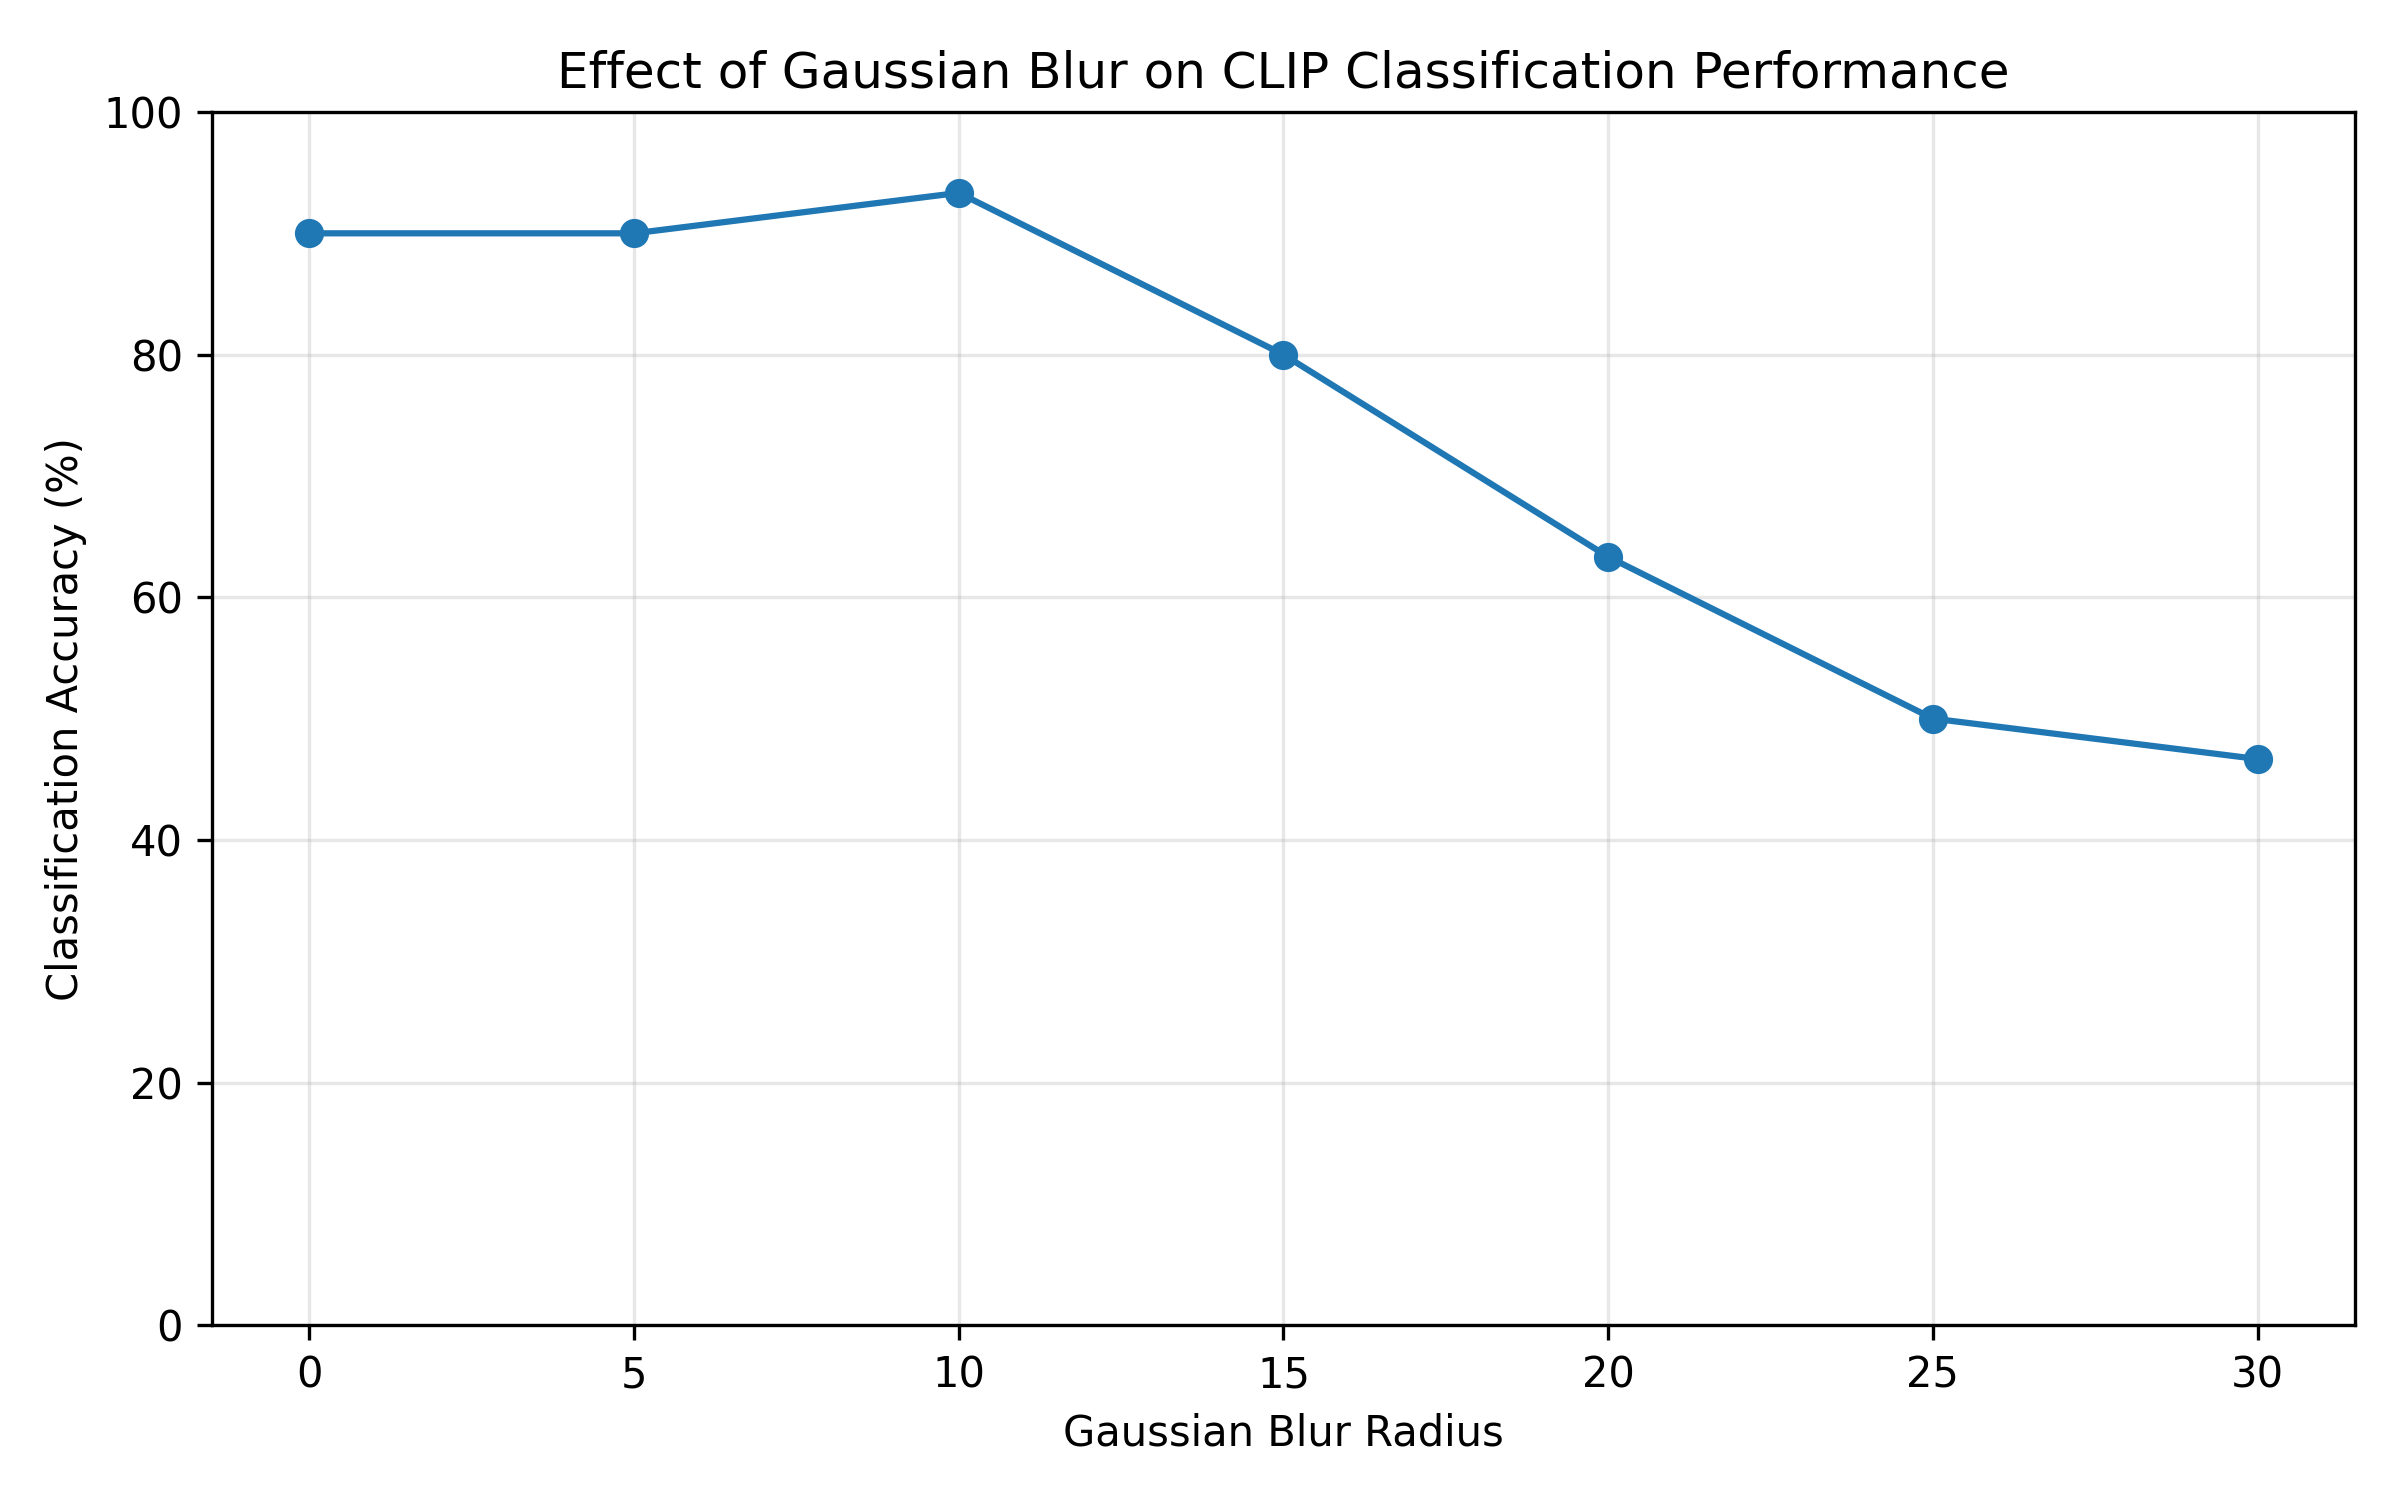 Effect of Gaussian Blur on CLIP Classification Performance
100
80
60
40
20
0
Classification Accuracy (%)
0 5 10 15 20 25 30
Gaussian Blur Radius